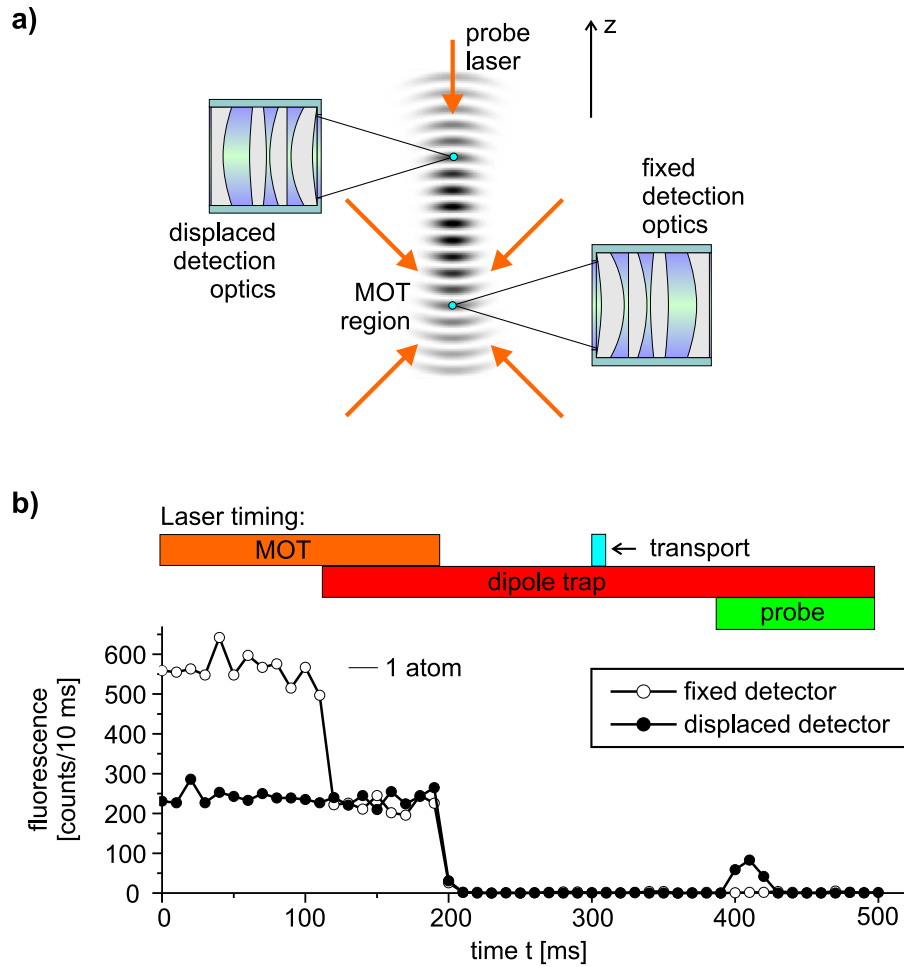 a)
probe
laser
z
fixed
detection
optics
displaced
detection
optics
MOT
region
b)
Laser timing:
MOT
transport
dipole trap
probe
600
500
400
300
200
100
0
fluorescence
[counts/10 ms]
1 atom
fixed detector
displaced detector
0
100
200
300
400
500
time t [ms]